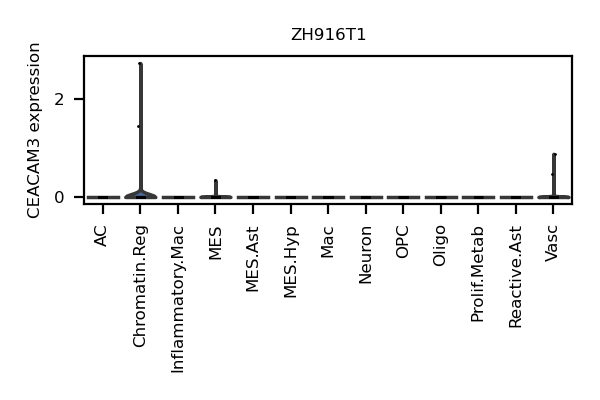 ZH916T1
CEACAM3 expression
2
0
AC
Chromatin.Reg
Inflammatory.Mac
MES
MES.Ast
MES.Hyp
Mac
Neuron
OPC
Oligo
Prolif.Metab
Reactive.Ast
Vasc